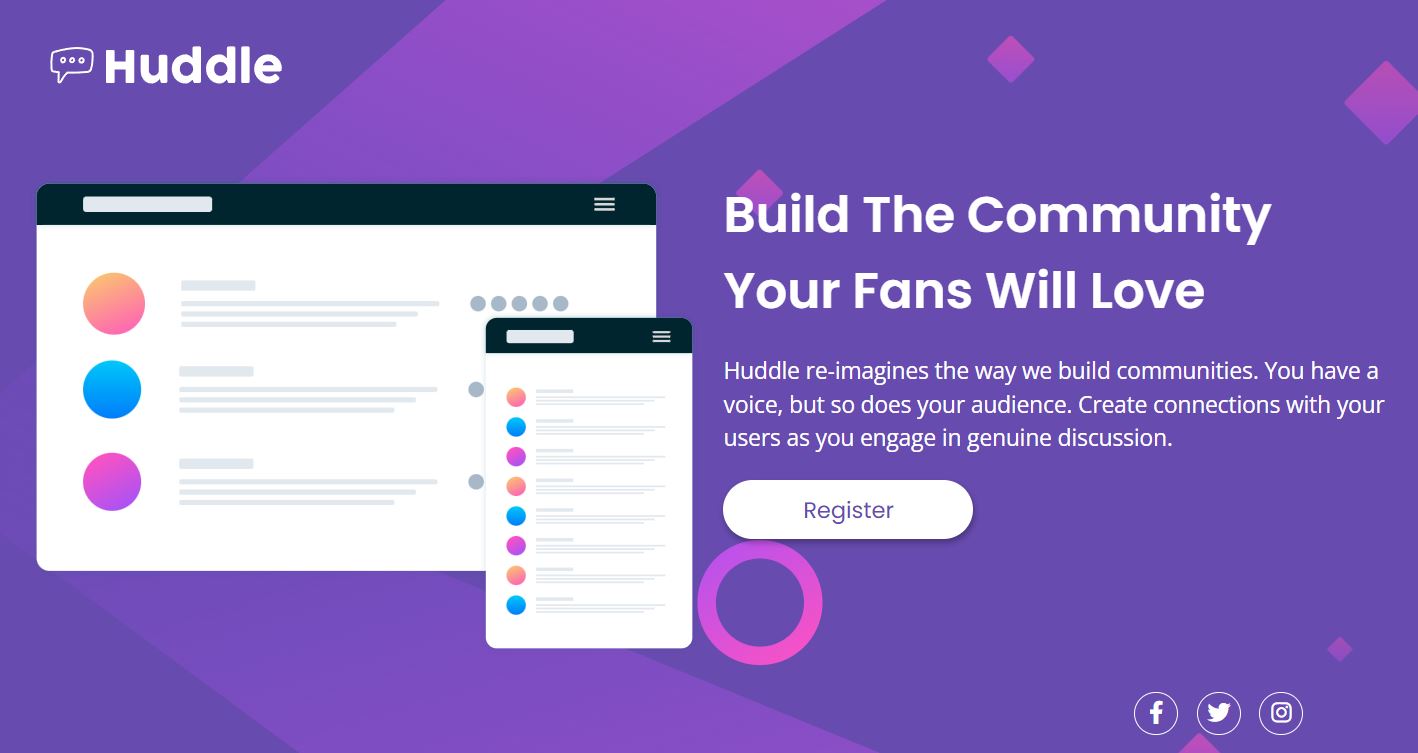 Huddle
Build The Community
Your Fans Will Love
Huddle re-imagines the way we build communities. You have a
voice, but so does your audience. Create connections with your
users as you engage in genuine discussion.
Register